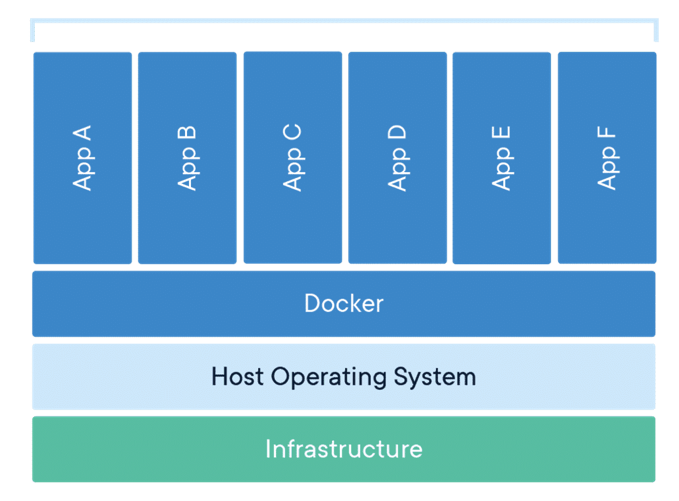 App A
App B
App C
App D
App E
App F
Docker
Host Operating System
Infrastructure